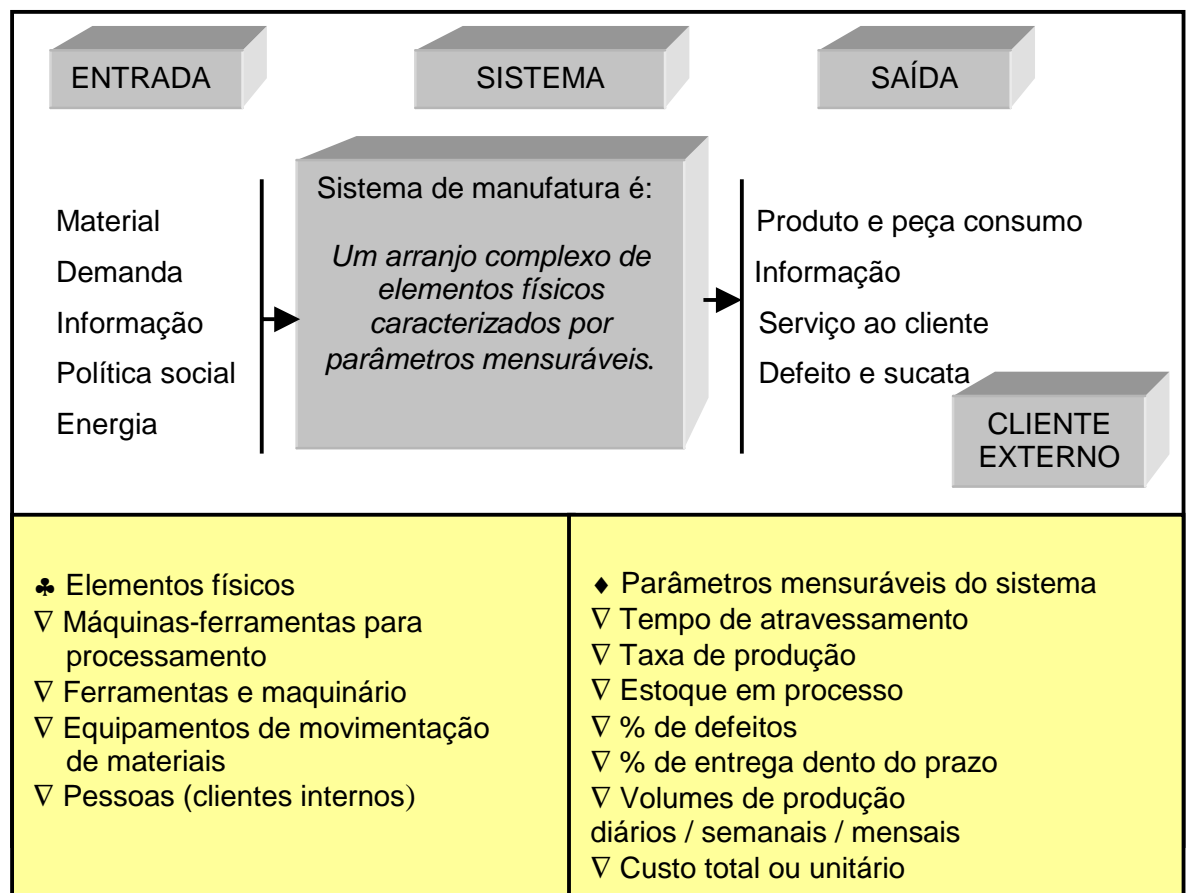 ENTRADA
SISTEMA
SAÍDA
Material
Demanda
Informação
Política social
Energia
Sistema de manufatura é:
Um arranjo complexo de
elementos físicos
caracterizados por
parâmetros mensuráveis.
Produto e peça consumo
Informação
Serviço ao cliente
Defeito e sucata
CLIENTE
EXTERNO
♣ Elementos físicos
∇ Máquinas-ferramentas para
processamento
∇ Ferramentas e maquinário
∇ Equipamentos de movimentação
de materiais
∇ Pessoas (clientes internos)
♦ Parâmetros mensuráveis do sistema
∇ Tempo de atravessamento
∇ Taxa de produção
∇ Estoque em processo
∇ % de defeitos
∇ % de entrega dento do prazo
∇ Volumes de produção
diários / semanais / mensais
∇ Custo total ou unitário